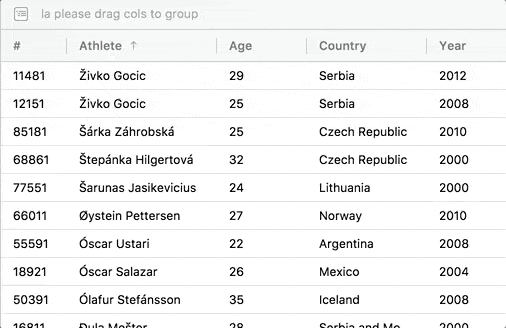 la please drag cols to group
# Athlete ↑ Age Country Year
11481 Živko Gocic 29 Serbia 2012
12151 Živko Gocic 25 Serbia 2008
85181 Šárka Záhrobská 25 Czech Republic 2010
68861 Štepánka Hilgertová 32 Czech Republic 2000
77551 Šarunas Jasikevicius 24 Lithuania 2000
66011 Øystein Pettersen 27 Norway 2010
55591 Óscar Ustari 22 Argentina 2008
18921 Óscar Salazar 26 Mexico 2004
50391 Ólafur Stefánsson 35 Iceland 2008
16811 28 Serbia and Mo... 2000